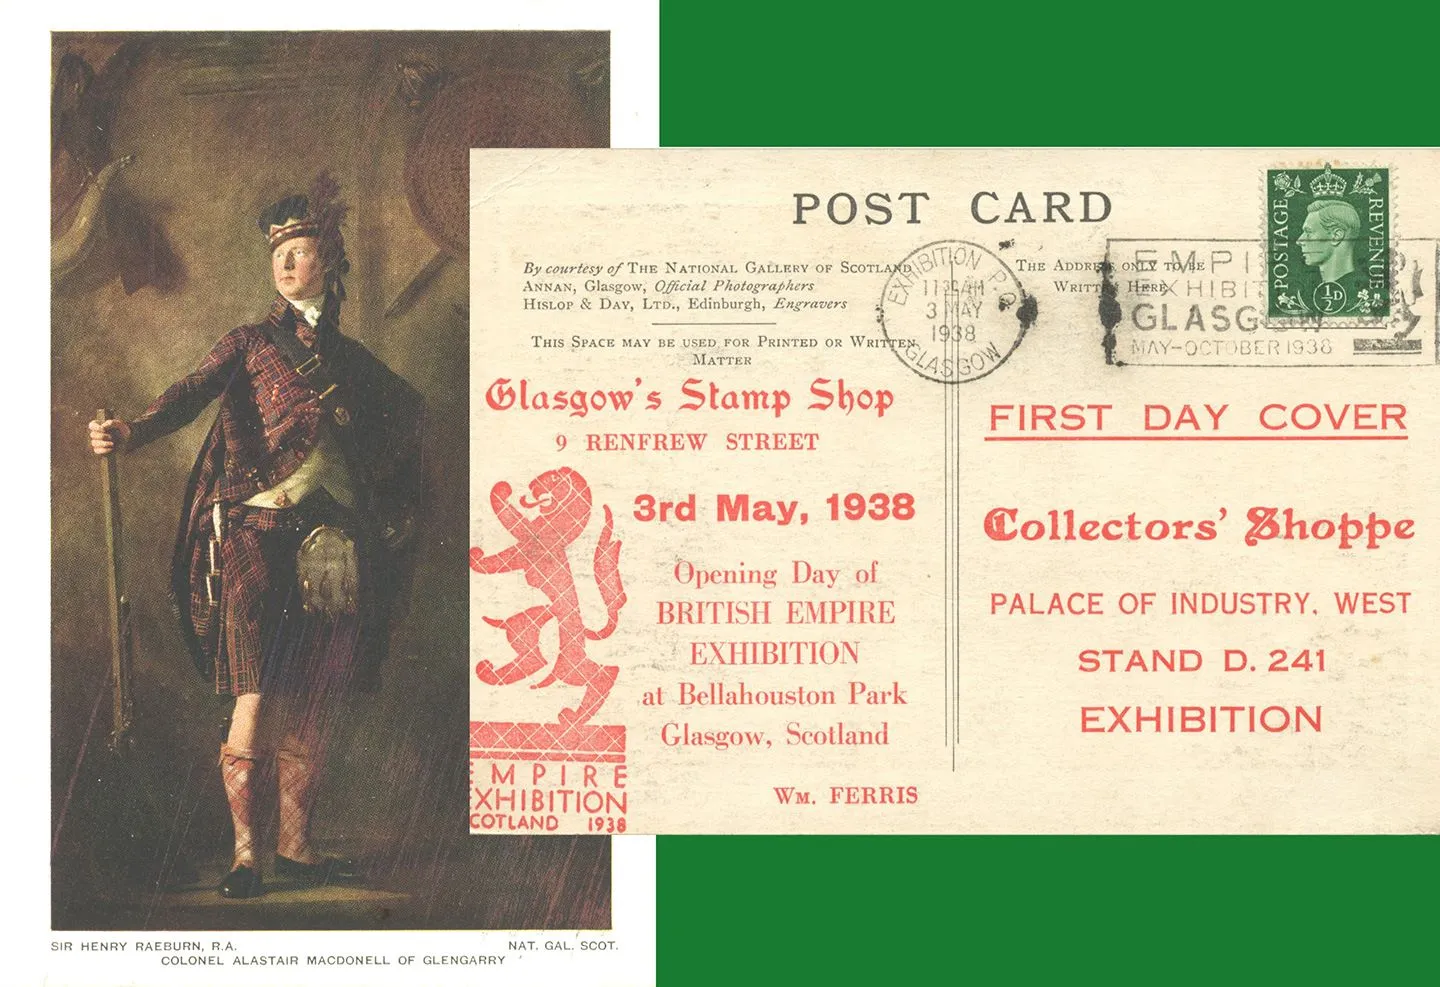 SIR HENRY RAEBURN, R.A.
NAT. GAL. SCOT.
COLONEL ALASTAIR MACDONELL OF GLENGARRY
POST CARD
By courtesy of THE NATIONAL GALLERY OF SCOTLAND
ANNAN, Glasgow, Official Photographers
HISLOP & DAY, LTD., Edinburgh, Engravers
THIS SPACE MAY BE USED FOR PRINTED OR WRITTEN
MATTER
THE ADDRESS ONLY TO BE
WRITTEN HERE
EXHIBITION P.O.
3 MAY
1938
GLASGOW
EMPI
EXHIBIT
GLASGOW
MAY-OCTOBER 1938
POSTAGE
REVENUE
½D
Glasgow's Stamp Shop
9 RENFREW STREET
3rd May, 1938
Opening Day of
BRITISH EMPIRE
EXHIBITION
at Bellahouston Park
Glasgow, Scotland
WM. FERRIS
EMPIRE
EXHIBITION
SCOTLAND 1938
FIRST DAY COVER
Collectors' Shoppe
PALACE OF INDUSTRY, WEST
STAND D. 241
EXHIBITION